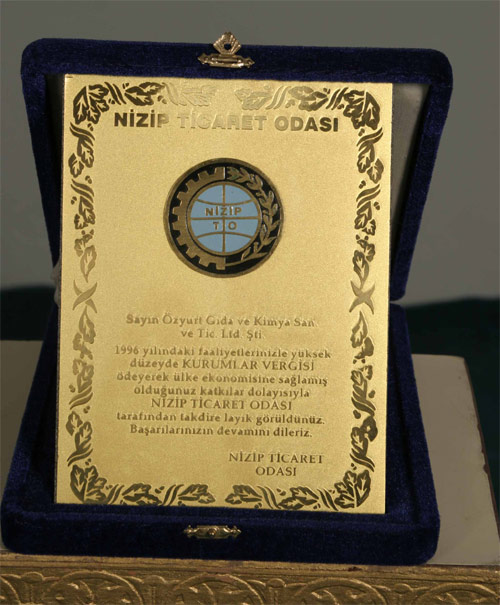 NİZİP TİCARET ODASI
NİZİP
T O
Sayın Özyurt Gıda ve Kimya San
ve Tic. Ltd. Şti.
1996 yılındaki faaliyetlerinizle yüksek
düzeyde KURUMLAR VERGİSİ
ödeyerek ülke ekonomisine sağlamış
olduğunuz katkılar dolayısıyla
NİZİP TİCARET ODASI
tarafından takdire layik görüldünüz.
Başarılarınızın devamını dileriz.
NİZİP TİCARET
ODASI